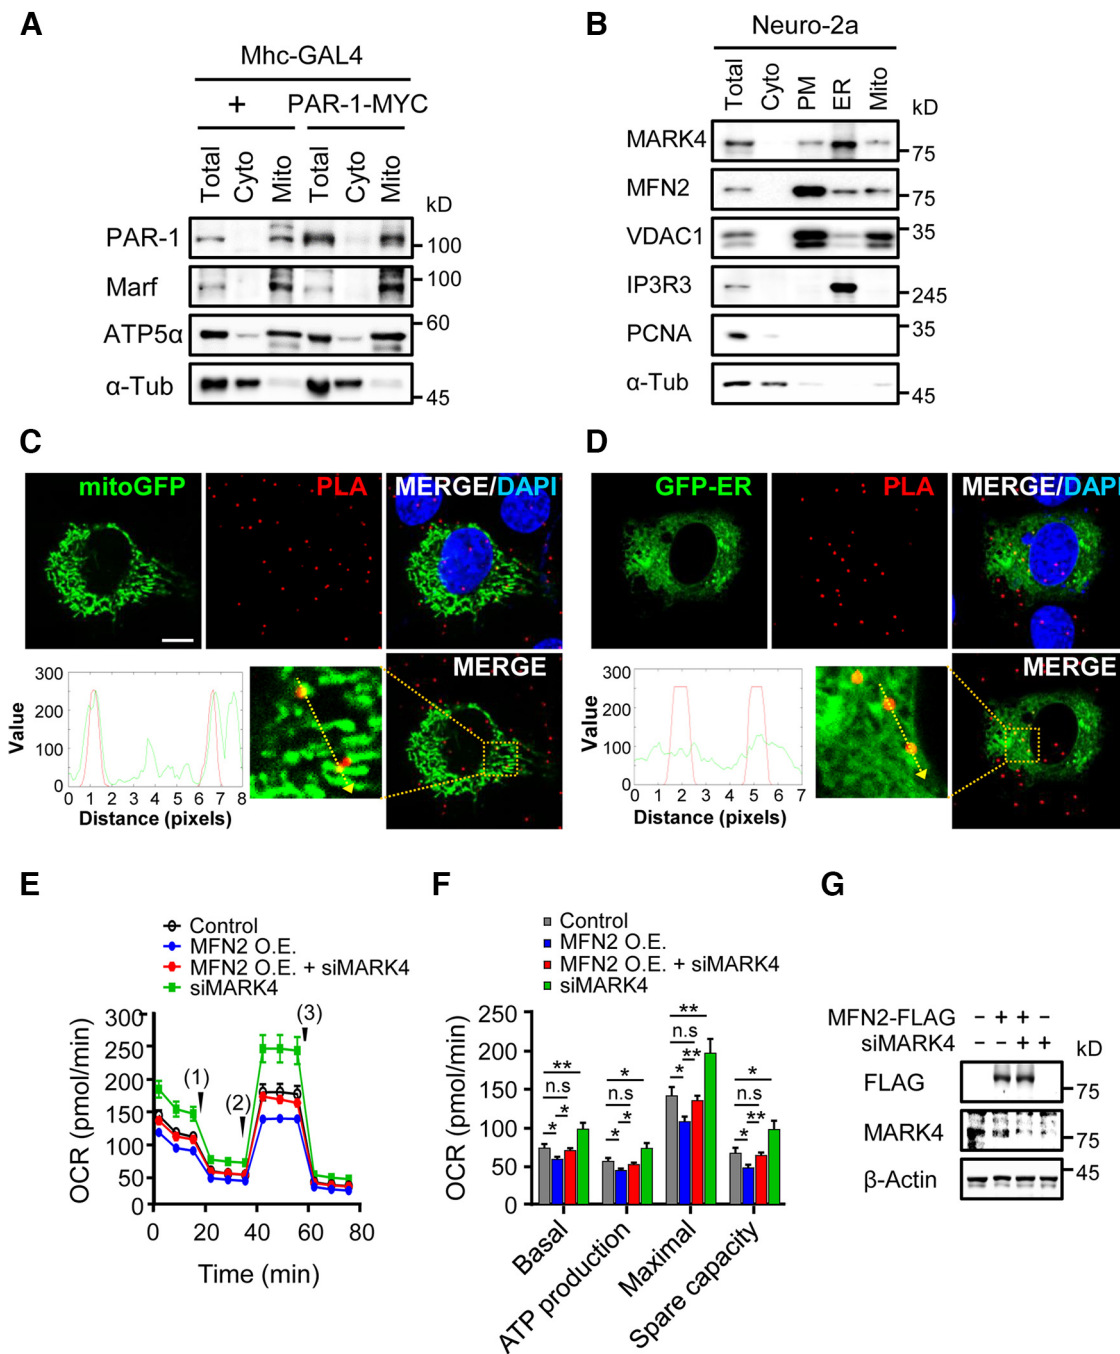 A
Mhc-GAL4
+ PAR-1-MYC
Total Cyto Mito Total Cyto Mito
kD
PAR-1
100
Marf
100
ATP5α
60
α-Tub
45
B
Neuro-2a
Total Cyto PM ER Mito
kD
MARK4
75
MFN2
75
VDAC1
35
IP3R3
245
PCNA
35
α-Tub
45
C
mitoGFP
PLA
MERGE/DAPI
MERGE
300
200
100
0
Value
0 1 2 3 4 5 6 7 8
Distance (pixels)
D
GFP-ER
PLA
MERGE/DAPI
MERGE
300
200
100
0
Value
0 1 2 3 4 5 6 7
Distance (pixels)
E
Control
MFN2 O.E.
MFN2 O.E. + siMARK4
siMARK4
OCR (pmol/min)
300
250
200
150
100
50
0
(1)
(2)
(3)
0 20 40 60 80
Time (min)
F
Control
MFN2 O.E.
MFN2 O.E. + siMARK4
siMARK4
OCR (pmol/min)
250
200
150
100
50
0
**
n.s
*
*
*
n.s
*
*
**
n.s
**
*
*
n.s
**
*
Basal
ATP production
Maximal
Spare capacity
G
MFN2-FLAG - + + -
siMARK4 - - + +
kD
FLAG
75
MARK4
75
β-Actin
45